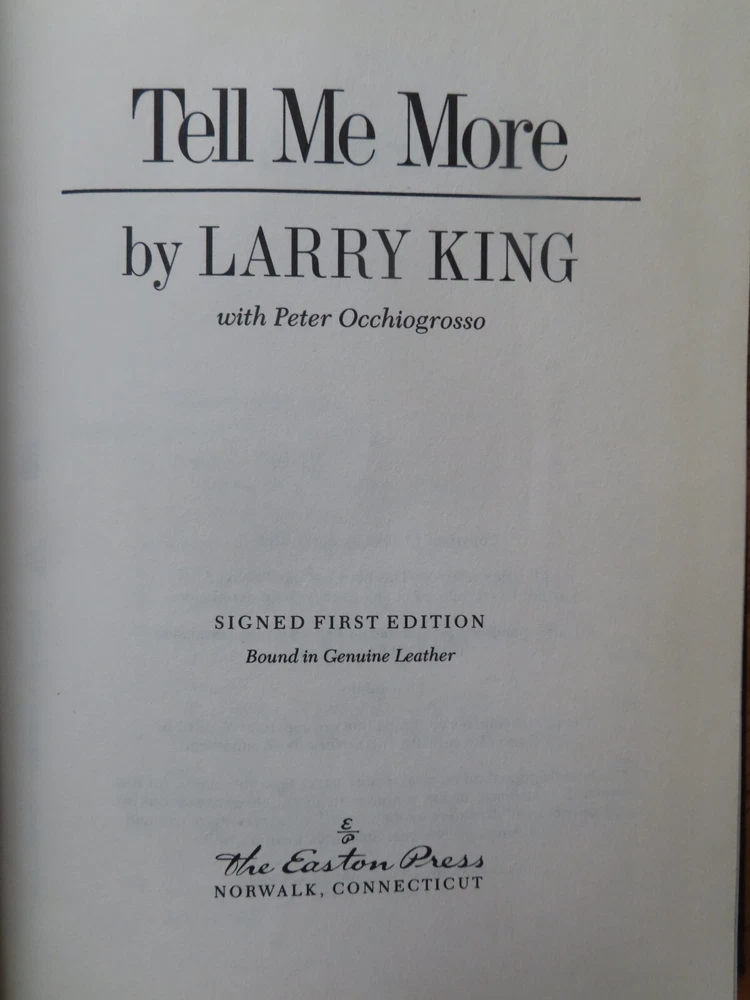 Tell Me More
by LARRY KING
with Peter Occhiogrosso
SIGNED FIRST EDITION
Bound in Genuine Leather
E
P
The Easton Press
NORWALK, CONNECTICUT